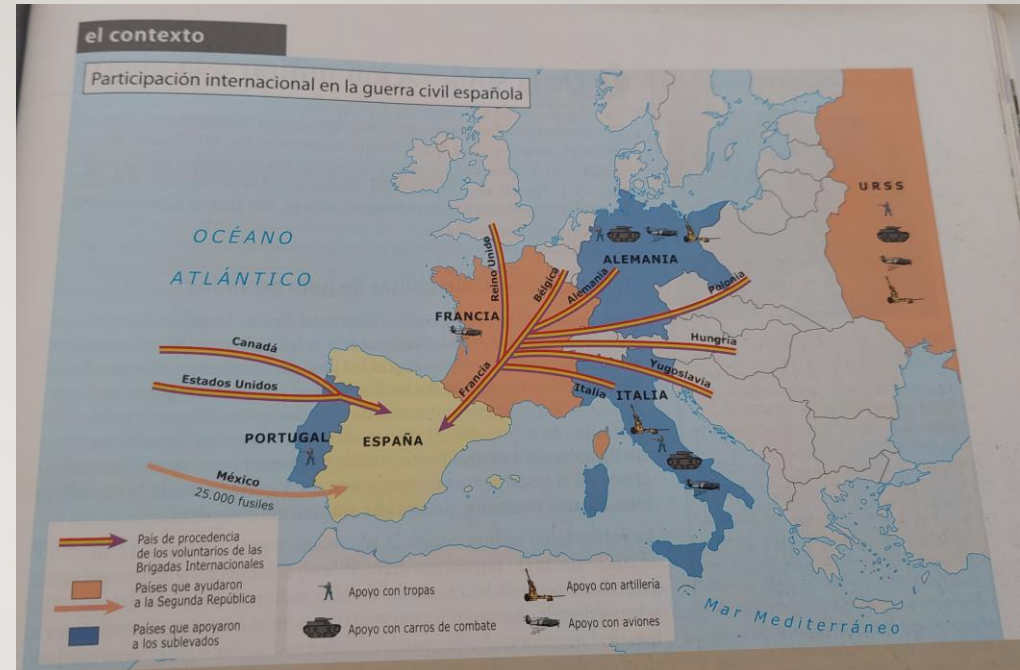 el contexto
Participación internacional en la guerra civil española
URSS
OCÉANO
ATLÁNTICO
ALEMANIA
Reino Unido
Bélgica
Alemania
Polonia
FRANCIA
Canadá
Hungría
Estados Unidos
Francia
Yugoslavia
Italia
ITALIA
PORTUGAL
ESPAÑA
México
25.000 fusiles
País de procedencia
de los voluntarios de las
Brigadas Internacionales
Países que ayudaron
a la Segunda República
Países que apoyaron
a los sublevados
Apoyo con tropas
Apoyo con carros de combate
Apoyo con artillería
Apoyo con aviones
Mar Mediterráneo